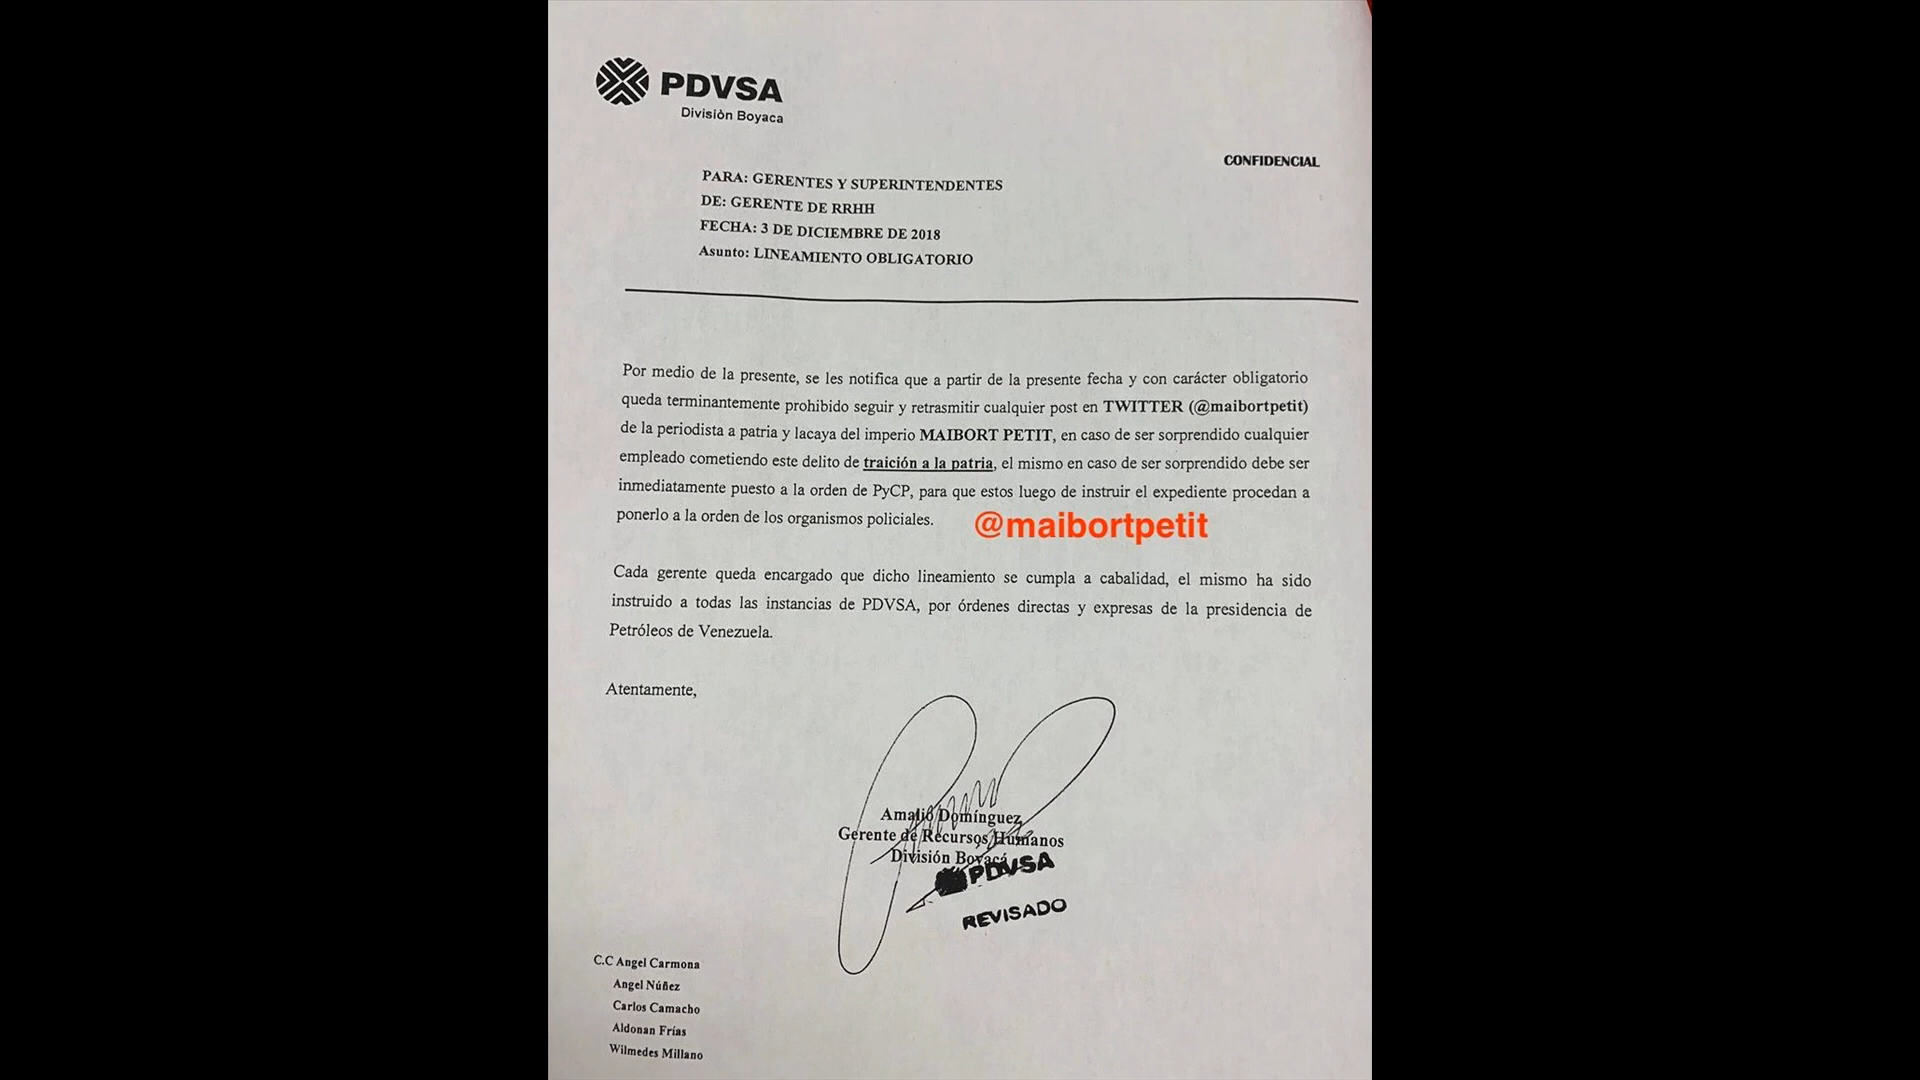 PDVSA
Divisiòn Boyaca
CONFIDENCIAL
PARA: GERENTES Y SUPERINTENDENTES
DE: GERENTE DE RRHH
FECHA: 3 DE DICIEMBRE DE 2018
Asunto: LINEAMIENTO OBLIGATORIO
Por medio de la presente, se les notifica que a partir de la presente fecha y con carácter obligatorio
queda terminantemente prohibido seguir y retrasmitir cualquier post en TWITTER (@maibortpetit)
de la periodista a patria y lacaya del imperio MAIBORT PETIT, en caso de ser sorprendido cualquier
empleado cometiendo este delito de traición a la patria, el mismo en caso de ser sorprendido debe ser
inmediatamente puesto a la orden de PyCP, para que estos luego de instruir el expediente procedan a
ponerlo a la orden de los organismos policiales.
@maibortpetit
Cada gerente queda encargado que dicho lineamiento se cumpla a cabalidad, el mismo ha sido
instruido a todas las instancias de PDVSA, por órdenes directas y expresas de la presidencia de
Petróleos de Venezuela.
Atentamente,
Amalio Domínguez
Gerente de Recursos Humanos
División Boyacá
PDVSA
REVISADO
C.C Angel Carmona
Angel Núñez
Carlos Camacho
Aldonan Frías
Wilmedes Millano